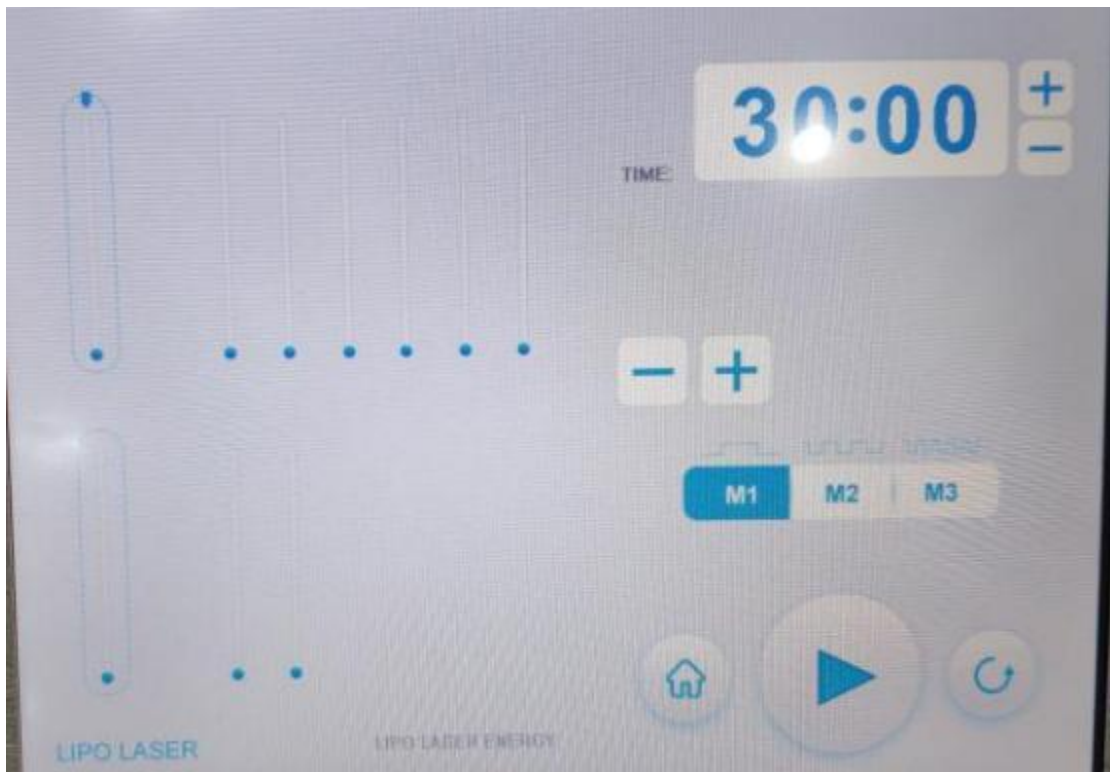 30:00
TIME:
M1 M2 M3
LIPO LASER
LIPO LASER ENERGY